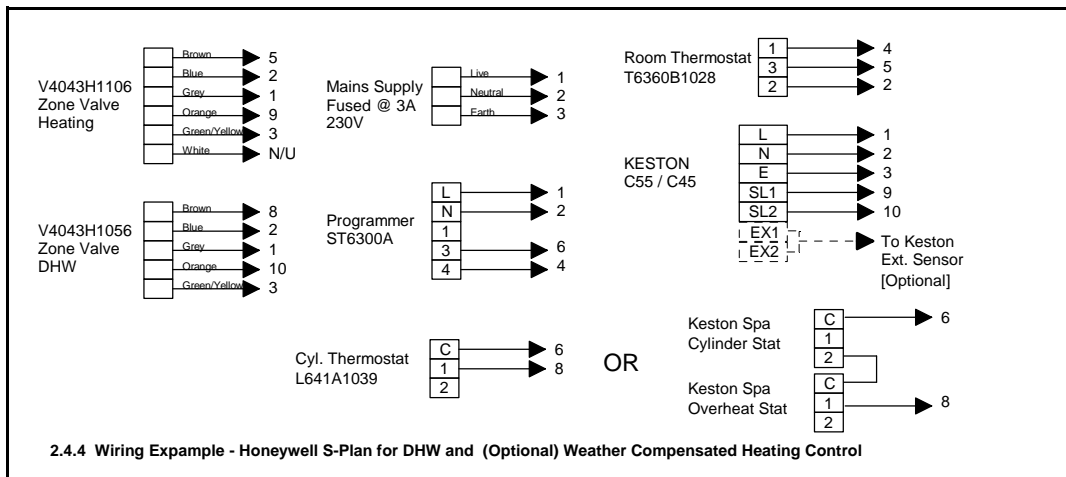 V4043H1106
Zone Valve
Heating
Brown 5
Blue 2
Grey 1
Orange 9
Green/Yellow 3
White N/U
Mains Supply
Fused @ 3A
230V
Live 1
Neutral 2
Earth 3
Room Thermostat
T6360B1028
1 4
3 5
2 2
V4043H1056
Zone Valve
DHW
Brown 8
Blue 2
Grey 1
Orange 10
Green/Yellow 3
Programmer
ST6300A
L 1
N 2
1
3 6
4 4
KESTON
C55 / C45
L 1
N 2
E 3
SL1 9
SL2 10
EX1
EX2
To Keston
Ext. Sensor
[Optional]
Cyl. Thermostat
L641A1039
C 6
1 8
2
OR
Keston Spa
Cylinder Stat
C 6
1
2
Keston Spa
Overheat Stat
C
1 8
2
2.4.4 Wiring Expample - Honeywell S-Plan for DHW and (Optional) Weather Compensated Heating Control